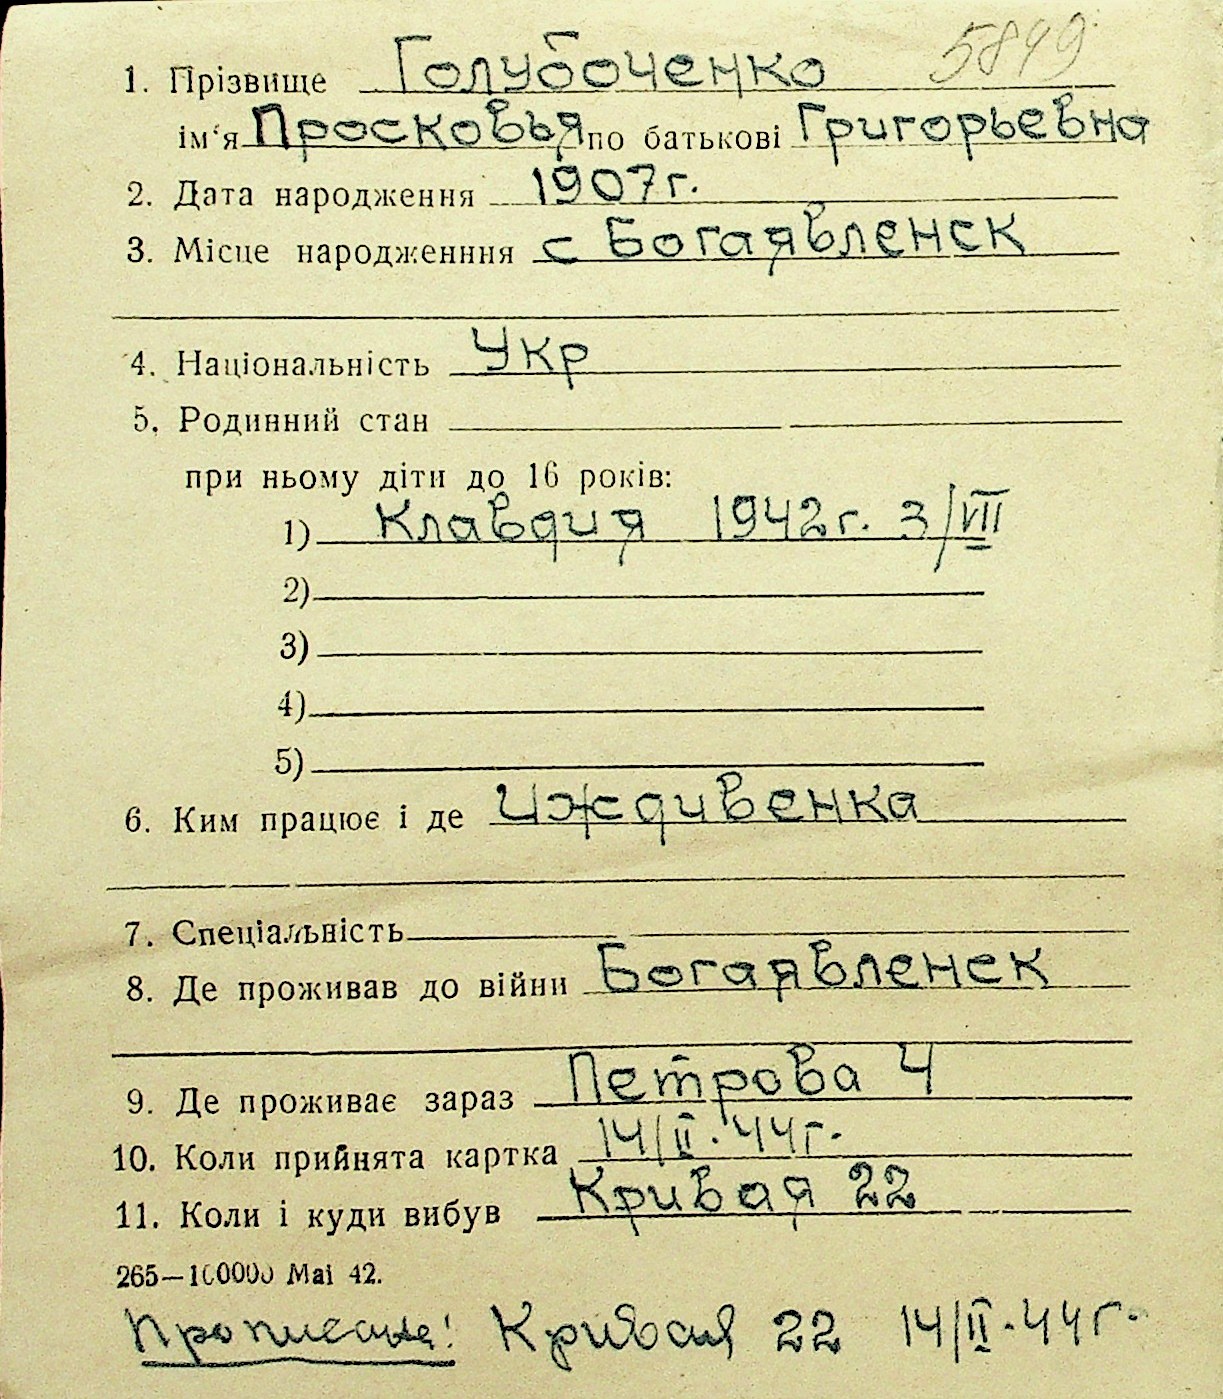 5849
1. Прізвище Голубоченко
ім'я Просковья по батькові Григорьевна
2. Дата народження 1907г.
3. Місце народженння с Богаявленск
4. Національність Укр
5. Родинний стан
при ньому діти до 16 років:
1) Клавдия 1942г. 3/VIII
2)
3)
4)
5)
6. Ким працює і де Иждивенка
7. Спеціальність
8. Де проживав до війни Богаявленск
9. Де проживає зараз Петрова 4
10. Коли прийнята картка 14/II.44г.
11. Коли і куди вибув Кривая 22
265—100000 Mai 42.
Кривая 22 14/II.44г.